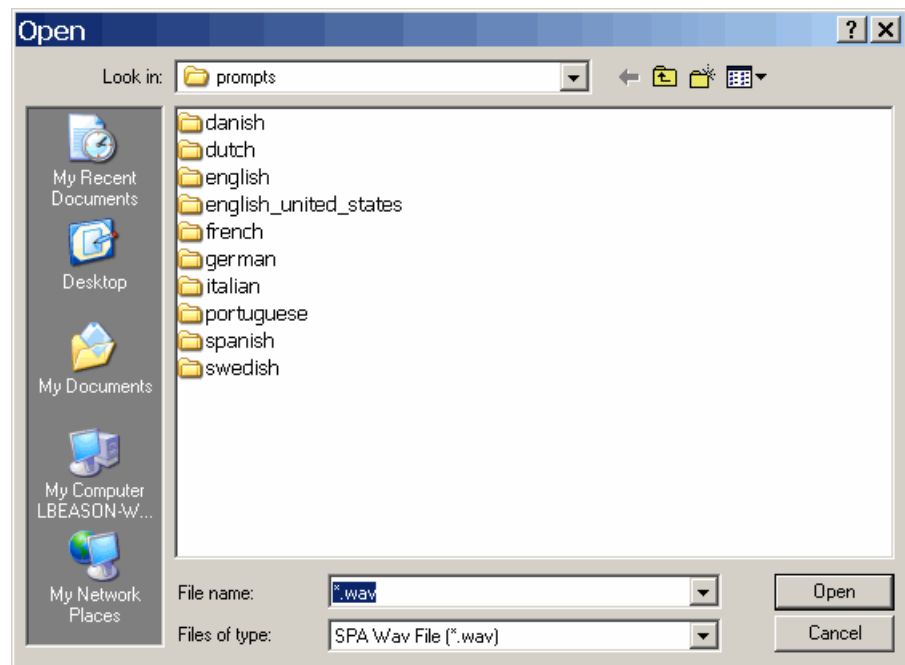 Open
Look in: prompts
My Recent
Documents
Desktop
My Documents
My Computer
LBEASON-W...
My Network
Places
danish
dutch
english
english_united_states
french
german
italian
portuguese
spanish
swedish
File name: *.wav Open
Files of type: SPA Wav File (*.wav) Cancel